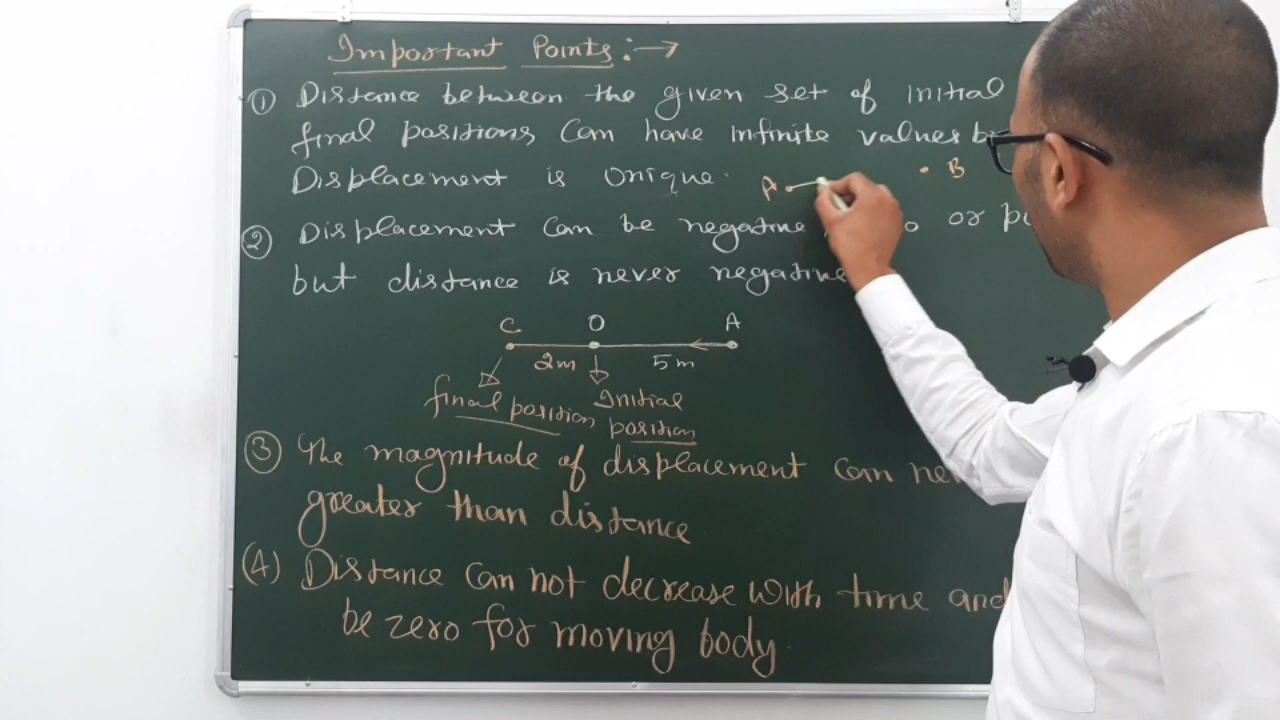 Important Points :→
① Distance between the given set of initial
final positions can have infinite values
Displacement is Unique. A B
② Displacement can be negative or
but distance is never negative
C O A
2m 5m
final position Initial
position
③ The magnitude of displacement can
greater than distance
(4) Distance can not decrease with time and
be zero for moving body.